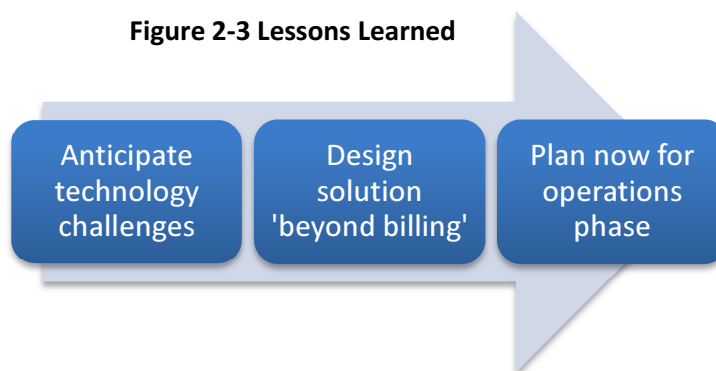 Figure 2-3 Lessons Learned
Anticipate
technology
challenges
Design
solution
'beyond billing'
Plan now for
operations
phase